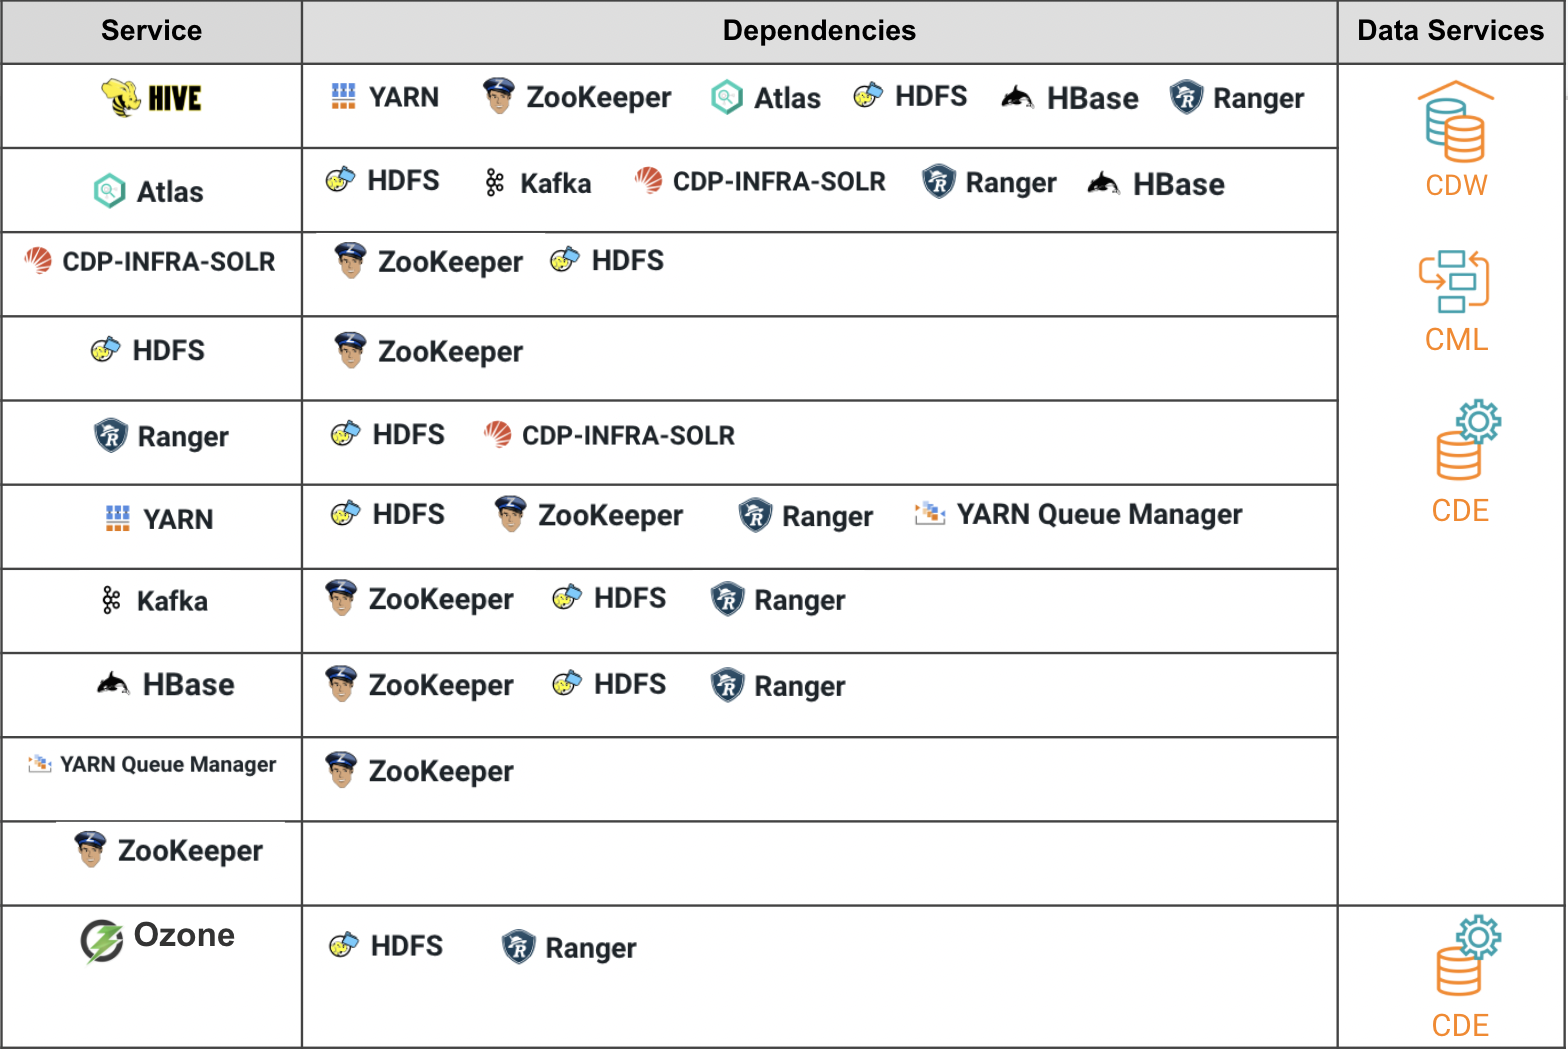 Service Dependencies Data Services
HIVE YARN ZooKeeper Atlas HDFS HBase Ranger
CDW
Atlas HDFS Kafka CDP-INFRA-SOLR Ranger HBase
CDP-INFRA-SOLR ZooKeeper HDFS
CML
HDFS ZooKeeper
Ranger HDFS CDP-INFRA-SOLR
CDE
YARN HDFS ZooKeeper Ranger YARN Queue Manager
Kafka ZooKeeper HDFS Ranger
HBase ZooKeeper HDFS Ranger
YARN Queue Manager ZooKeeper
ZooKeeper
Ozone HDFS Ranger
CDE